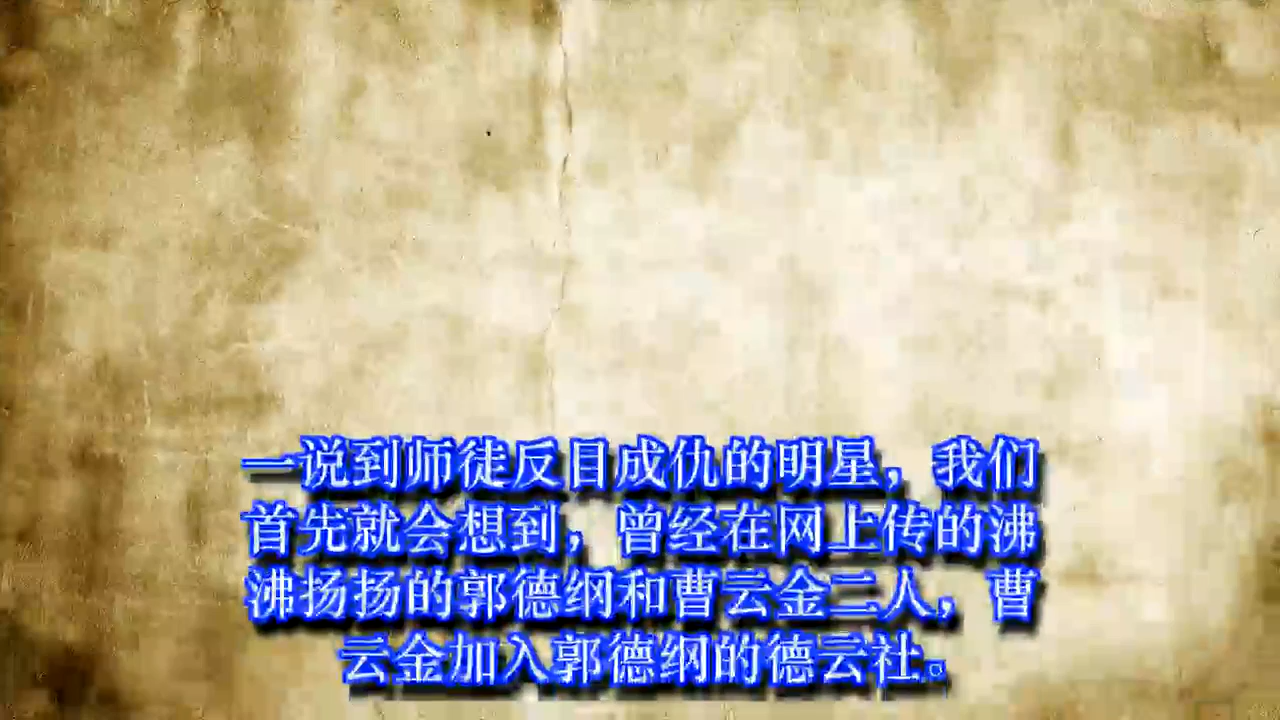 一说到师徒反目成仇的明星，我们
首先就会想到，曾经在网上传的沸
沸扬扬的郭德纲和曹云金二人，曹
云金加入郭德纲的德云社。